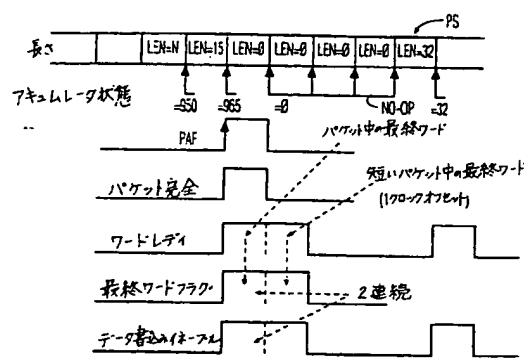 PS
長さ LEN=N LEN=15 LEN=0 LEN=0 LEN=0 LEN=0 LEN=32
アキュムレータ状態 =950 =965 =0 NO-OP =32
パケット中の最終ワード
PAF
短いパケット中の最終ワード
(1クロックオフセット)
パケット完全
ワードレディ
最終ワードフラグ
2連続
データ書込みイネーブル